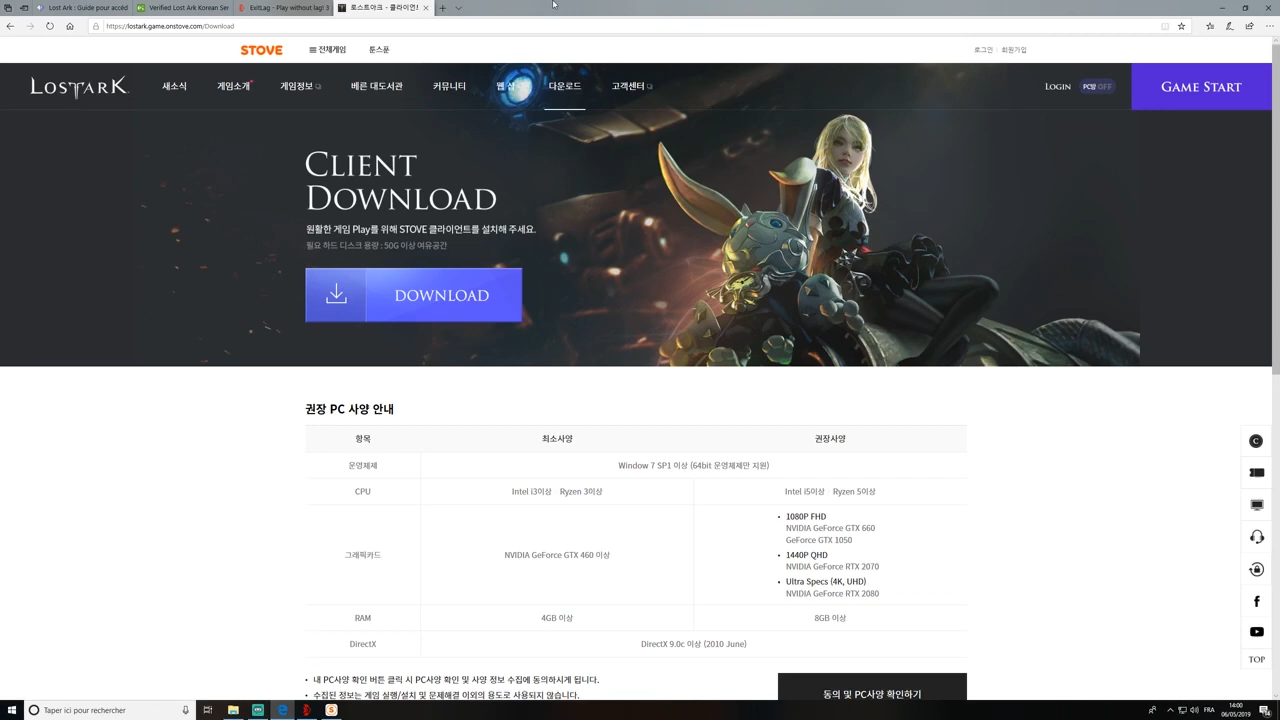 Lost Ark : Guide pour accéd
Verified Lost Ark Korean Ser
ExitLag - Play without lag! 3
로스트아크 - 클라이언트
https://lostark.game.onstove.com/Download
STOVE
전체게임
툰스푼
로그인
회원가입
LOST ARK
새소식
게임소개
게임정보
베른 대도서관
커뮤니티
웹 상점
다운로드
고객센터
LOGIN
PC방 OFF
GAME START
CLIENT
DOWNLOAD
원활한 게임 Play를 위해 STOVE 클라이언트를 설치해 주세요.
필요 하드 디스크 용량 : 50G 이상 여유공간
DOWNLOAD
권장 PC 사양 안내
항목
최소사양
권장사양
운영체제
Window 7 SP1 이상 (64bit 운영체제만 지원)
CPU
Intel i3이상 Ryzen 3이상
Intel i5이상 Ryzen 5이상
그래픽카드
NVIDIA GeForce GTX 460 이상
• 1080P FHD
NVIDIA GeForce GTX 660
GeForce GTX 1050
• 1440P QHD
NVIDIA GeForce RTX 2070
• Ultra Specs (4K, UHD)
NVIDIA GeForce RTX 2080
RAM
4GB 이상
8GB 이상
DirectX
DirectX 9.0c 이상 (2010 June)
• 내 PC사양 확인 버튼 클릭 시 PC사양 확인 및 사양 정보 수집에 동의하시게 됩니다.
• 수집된 정보는 게임 실행/설치 및 문제해결 이외의 용도로 사용되지 않습니다.
동의 및 PC사양 확인하기
TOP
Taper ici pour rechercher
FRA
14:00
06/05/2019